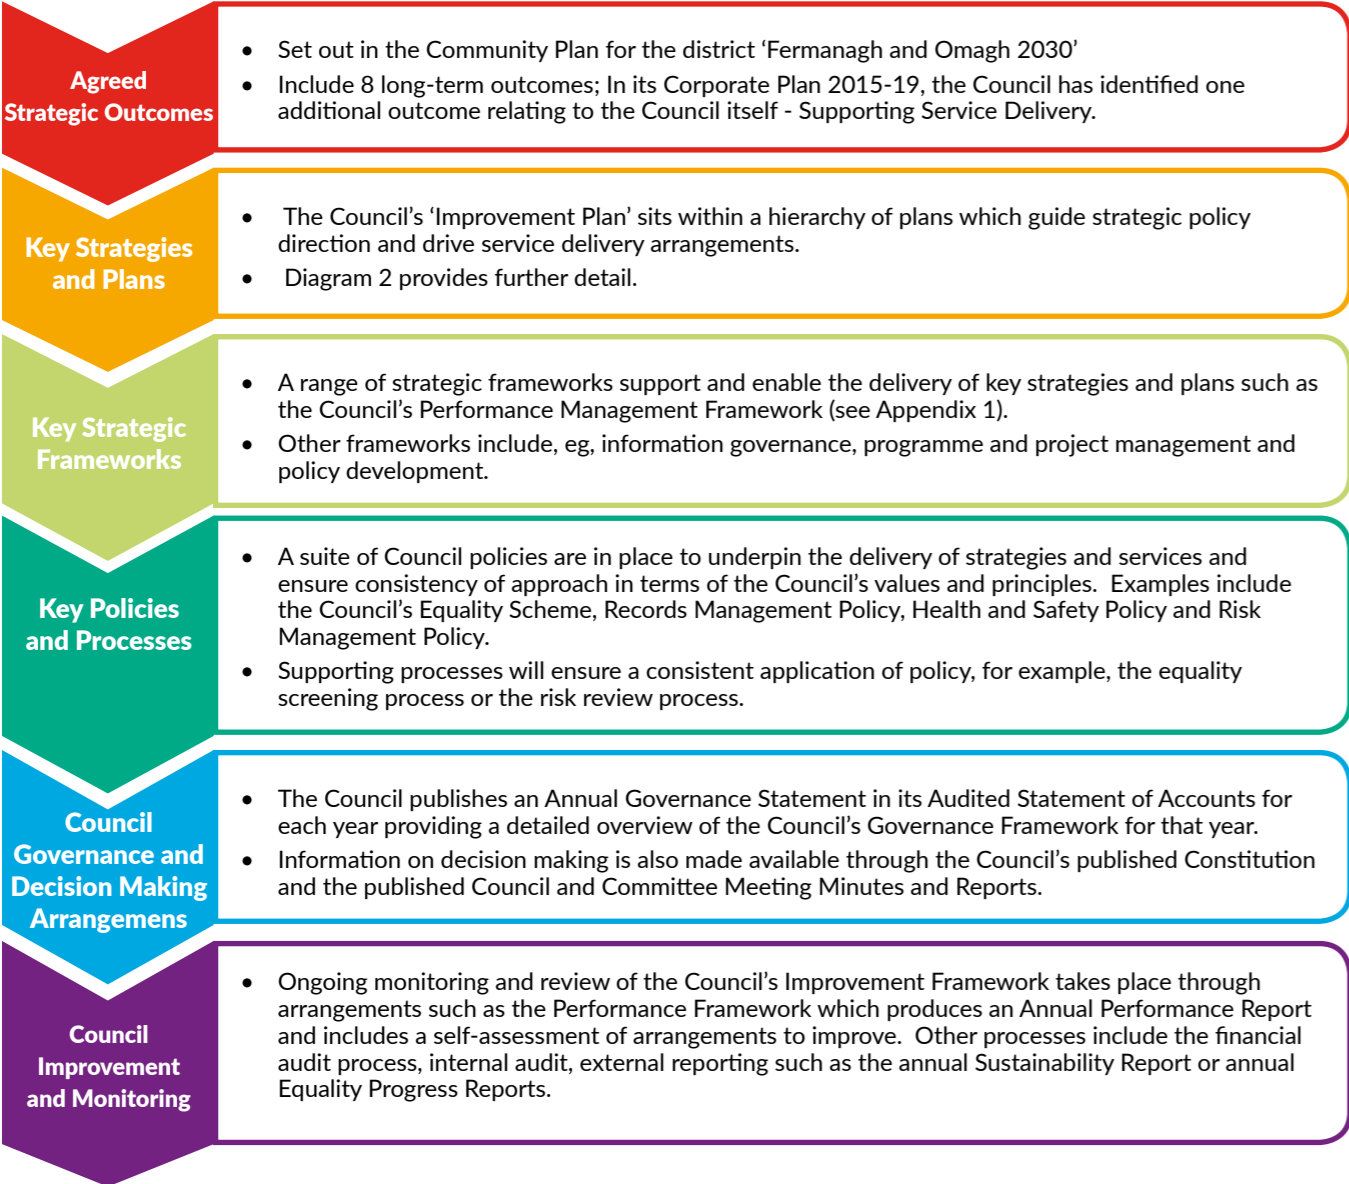 Agreed
Strategic Outcomes
• Set out in the Community Plan for the district ‘Fermanagh and Omagh 2030’
• Include 8 long-term outcomes; In its Corporate Plan 2015-19, the Council has identified one
additional outcome relating to the Council itself - Supporting Service Delivery.
Key Strategies
and Plans
• The Council’s ‘Improvement Plan’ sits within a hierarchy of plans which guide strategic policy
direction and drive service delivery arrangements.
• Diagram 2 provides further detail.
Key Strategic
Frameworks
• A range of strategic frameworks support and enable the delivery of key strategies and plans such as
the Council’s Performance Management Framework (see Appendix 1).
• Other frameworks include, eg, information governance, programme and project management and
policy development.
Key Policies
and Processes
• A suite of Council policies are in place to underpin the delivery of strategies and services and
ensure consistency of approach in terms of the Council’s values and principles.  Examples include
the Council’s Equality Scheme, Records Management Policy, Health and Safety Policy and Risk
Management Policy.
• Supporting processes will ensure a consistent application of policy, for example, the equality
screening process or the risk review process.
Council
Governance and
Decision Making
Arrangemens
• The Council publishes an Annual Governance Statement in its Audited Statement of Accounts for
each year providing a detailed overview of the Council’s Governance Framework for that year.
• Information on decision making is also made available through the Council’s published Constitution
and the published Council and Committee Meeting Minutes and Reports.
Council
Improvement
and Monitoring
• Ongoing monitoring and review of the Council’s Improvement Framework takes place through
arrangements such as the Performance Framework which produces an Annual Performance Report
and includes a self-assessment of arrangements to improve.  Other processes include the financial
audit process, internal audit, external reporting such as the annual Sustainability Report or annual
Equality Progress Reports.